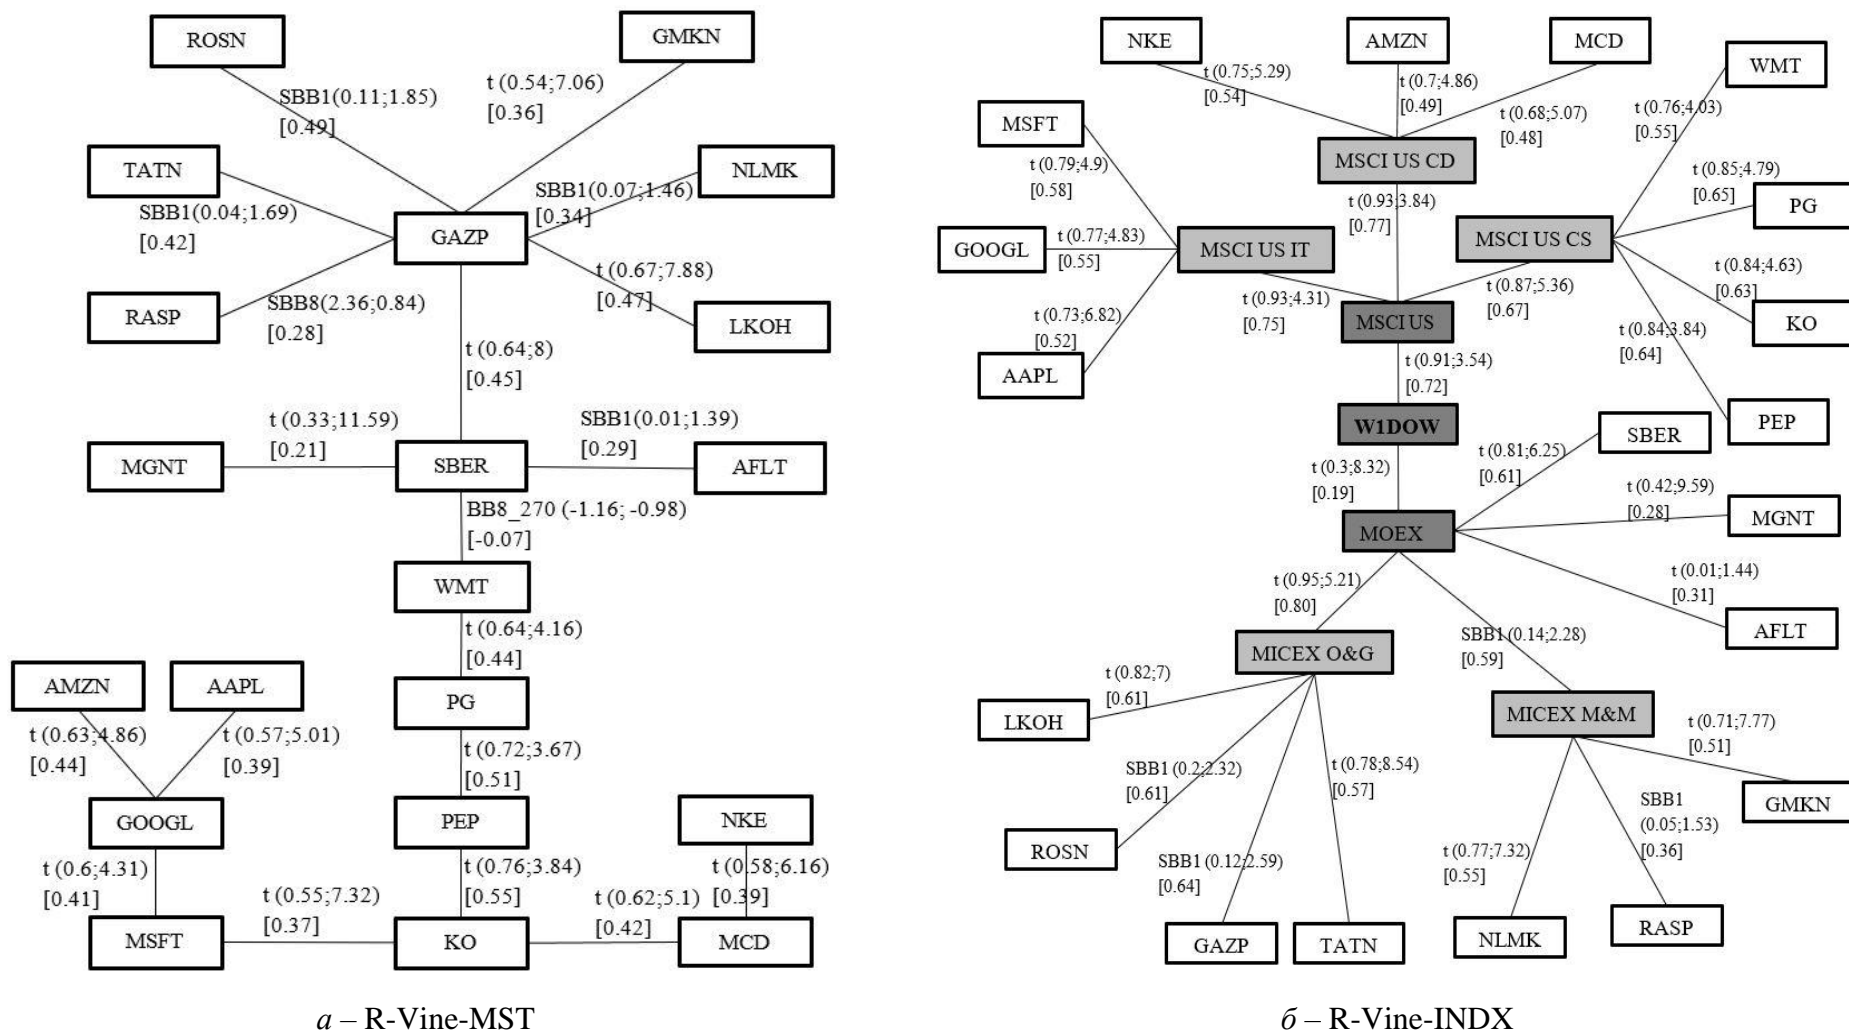 ROSN
GMKN
SBB1(0.11;1.85)
[0.49]
t (0.54;7.06)
[0.36]
TATN
NLMK
SBB1(0.04;1.69)
[0.42]
SBB1(0.07;1.46)
[0.34]
GAZP
RASP
SBB8(2.36;0.84)
[0.28]
t (0.67;7.88)
[0.47]
LKOH
t (0.64;8)
[0.45]
t (0.33;11.59)
[0.21]
SBB1(0.01;1.39)
[0.29]
MGNT
SBER
AFLT
BB8_270 (-1.16; -0.98)
[-0.07]
WMT
t (0.64;4.16)
[0.44]
AMZN
AAPL
PG
t (0.63;4.86)
[0.44]
t (0.57;5.01)
[0.39]
t (0.72;3.67)
[0.51]
GOOGL
PEP
NKE
t (0.6;4.31)
[0.41]
t (0.55;7.32)
[0.37]
t (0.76;3.84)
[0.55]
t (0.62;5.1)
[0.42]
t (0.58;6.16)
[0.39]
MSFT
KO
MCD
a – R-Vine-MST
NKE
AMZN
MCD
WMT
t (0.75;5.29)
[0.54]
t (0.7;4.86)
[0.49]
t (0.68;5.07)
[0.48]
t (0.76;4.03)
[0.55]
MSFT
MSCI US CD
t (0.79;4.9)
[0.58]
t (0.85;4.79)
[0.65]
PG
t (0.93;3.84)
[0.77]
GOOGL
t (0.77;4.83)
[0.55]
MSCI US IT
MSCI US CS
t (0.84;4.63)
[0.63]
t (0.93;4.31)
[0.75]
t (0.87;5.36)
[0.67]
t (0.73;6.82)
[0.52]
MSCI US
KO
t (0.84;3.84)
[0.64]
AAPL
t (0.91;3.54)
[0.72]
W1DOW
SBER
PEP
t (0.3;8.32)
[0.19]
t (0.81;6.25)
[0.61]
t (0.42;9.59)
[0.28]
MOEX
MGNT
t (0.95;5.21)
[0.80]
t (0.01;1.44)
[0.31]
SBB1 (0.14;2.28)
[0.59]
AFLT
MICEX O&G
t (0.82;7)
[0.61]
LKOH
MICEX M&M
t (0.71;7.77)
[0.51]
SBB1 (0.2;2.32)
[0.61]
t (0.78;8.54)
[0.57]
GMKN
SBB1
(0.05;1.53)
[0.36]
ROSN
SBB1 (0.12;2.59)
[0.64]
t (0.77;7.32)
[0.55]
GAZP
TATN
NLMK
RASP
б – R-Vine-INDX